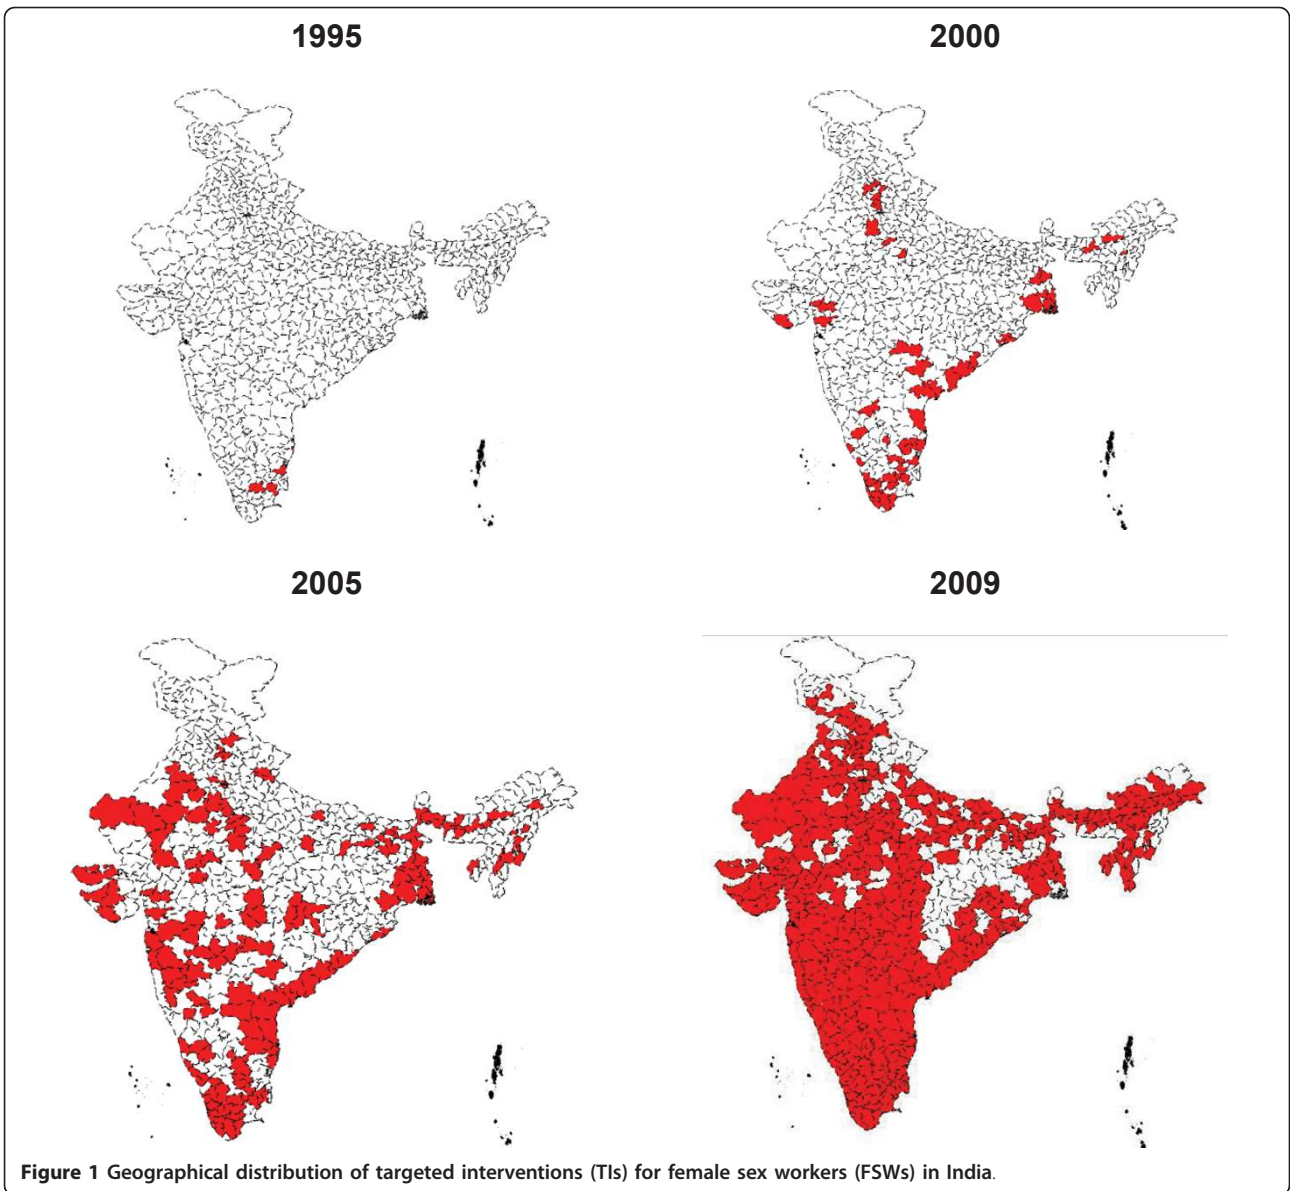 1995
2000
2005
2009
Figure 1 Geographical distribution of targeted interventions (TIs) for female sex workers (FSWs) in India.